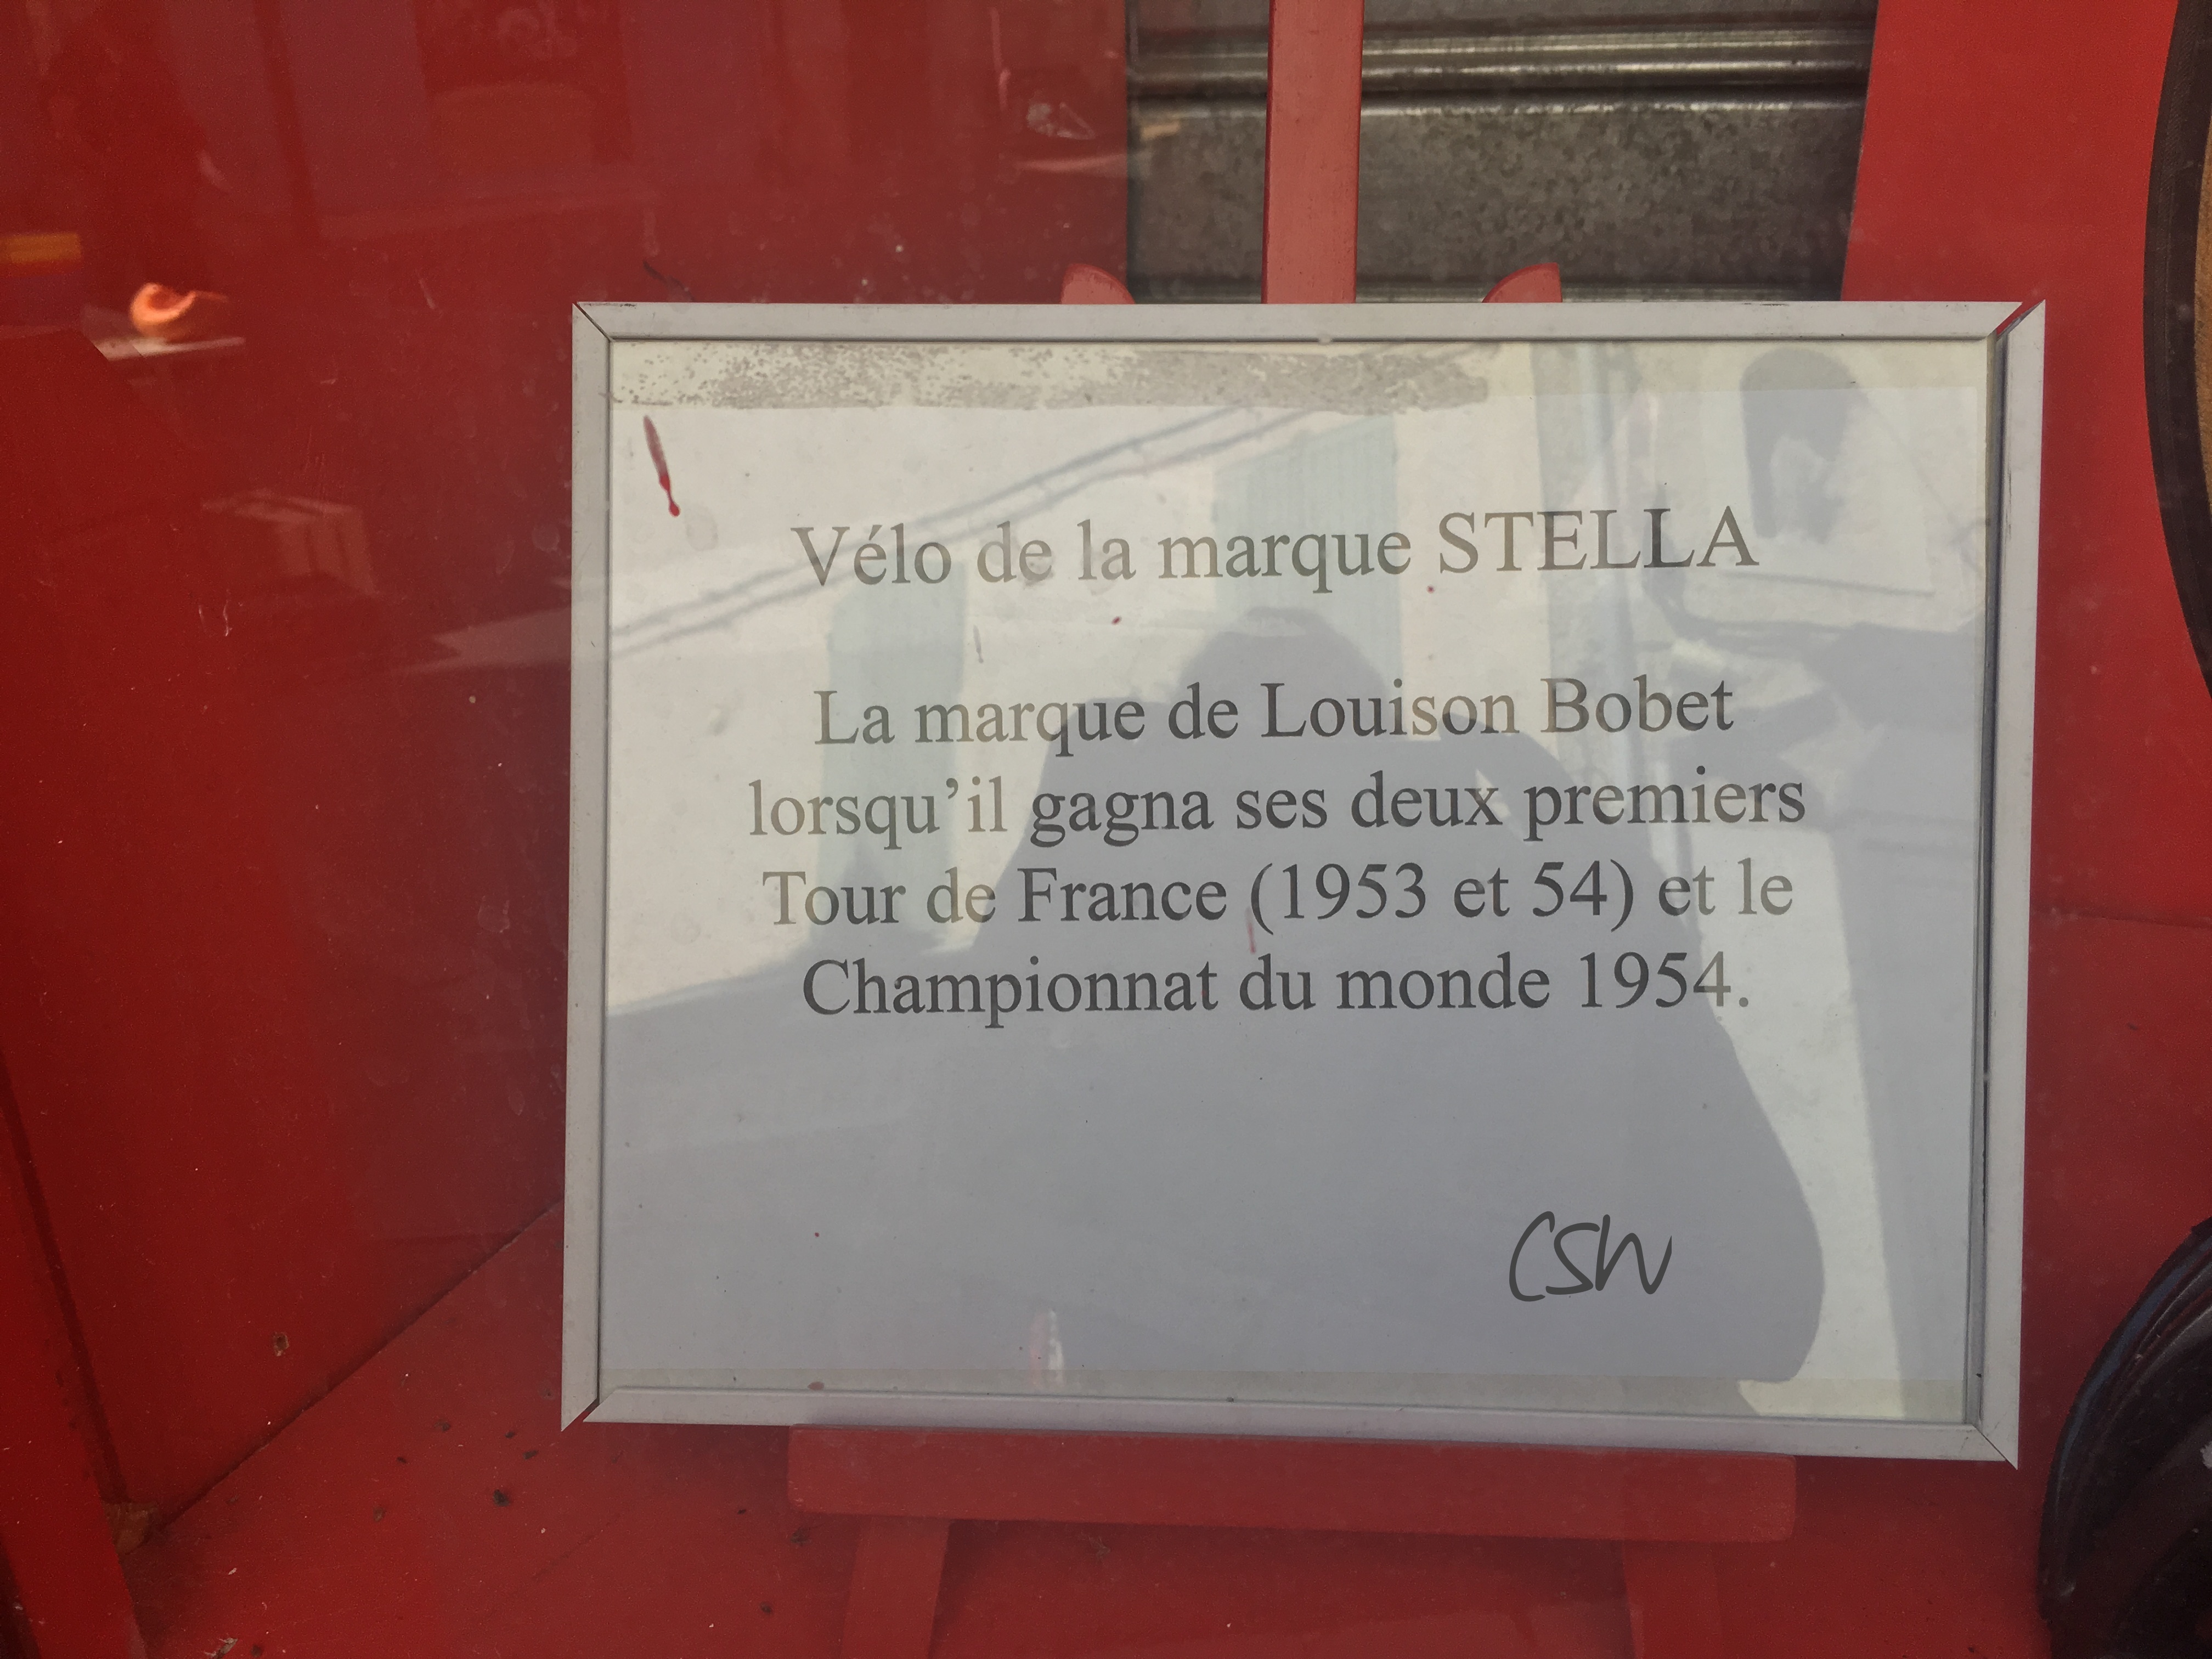 Vélo de la marque STELLA
La marque de Louison Bobet
lorsqu'il gagna ses deux premiers
Tour de France (1953 et 54) et le
Championnat du monde 1954.
CSW